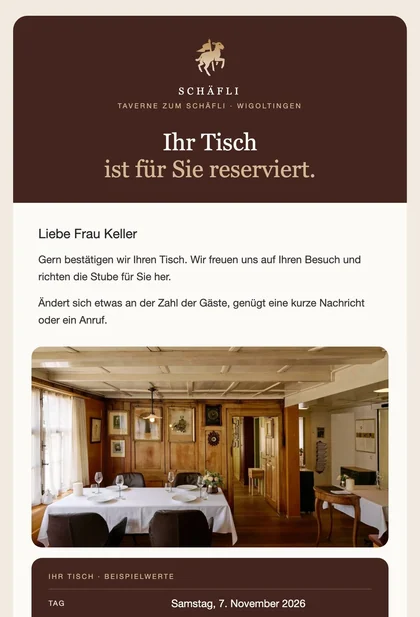 SCHÄFLI
TAVERNE ZUM SCHÄFLI · WIGOLTINGEN
Ihr Tisch
ist für Sie reserviert.
Liebe Frau Keller
Gern bestätigen wir Ihren Tisch. Wir freuen uns auf Ihren Besuch und
richten die Stube für Sie her.
Ändert sich etwas an der Zahl der Gäste, genügt eine kurze Nachricht
oder ein Anruf.
IHR TISCH · BEISPIELWERTE
TAG Samstag, 7. November 2026